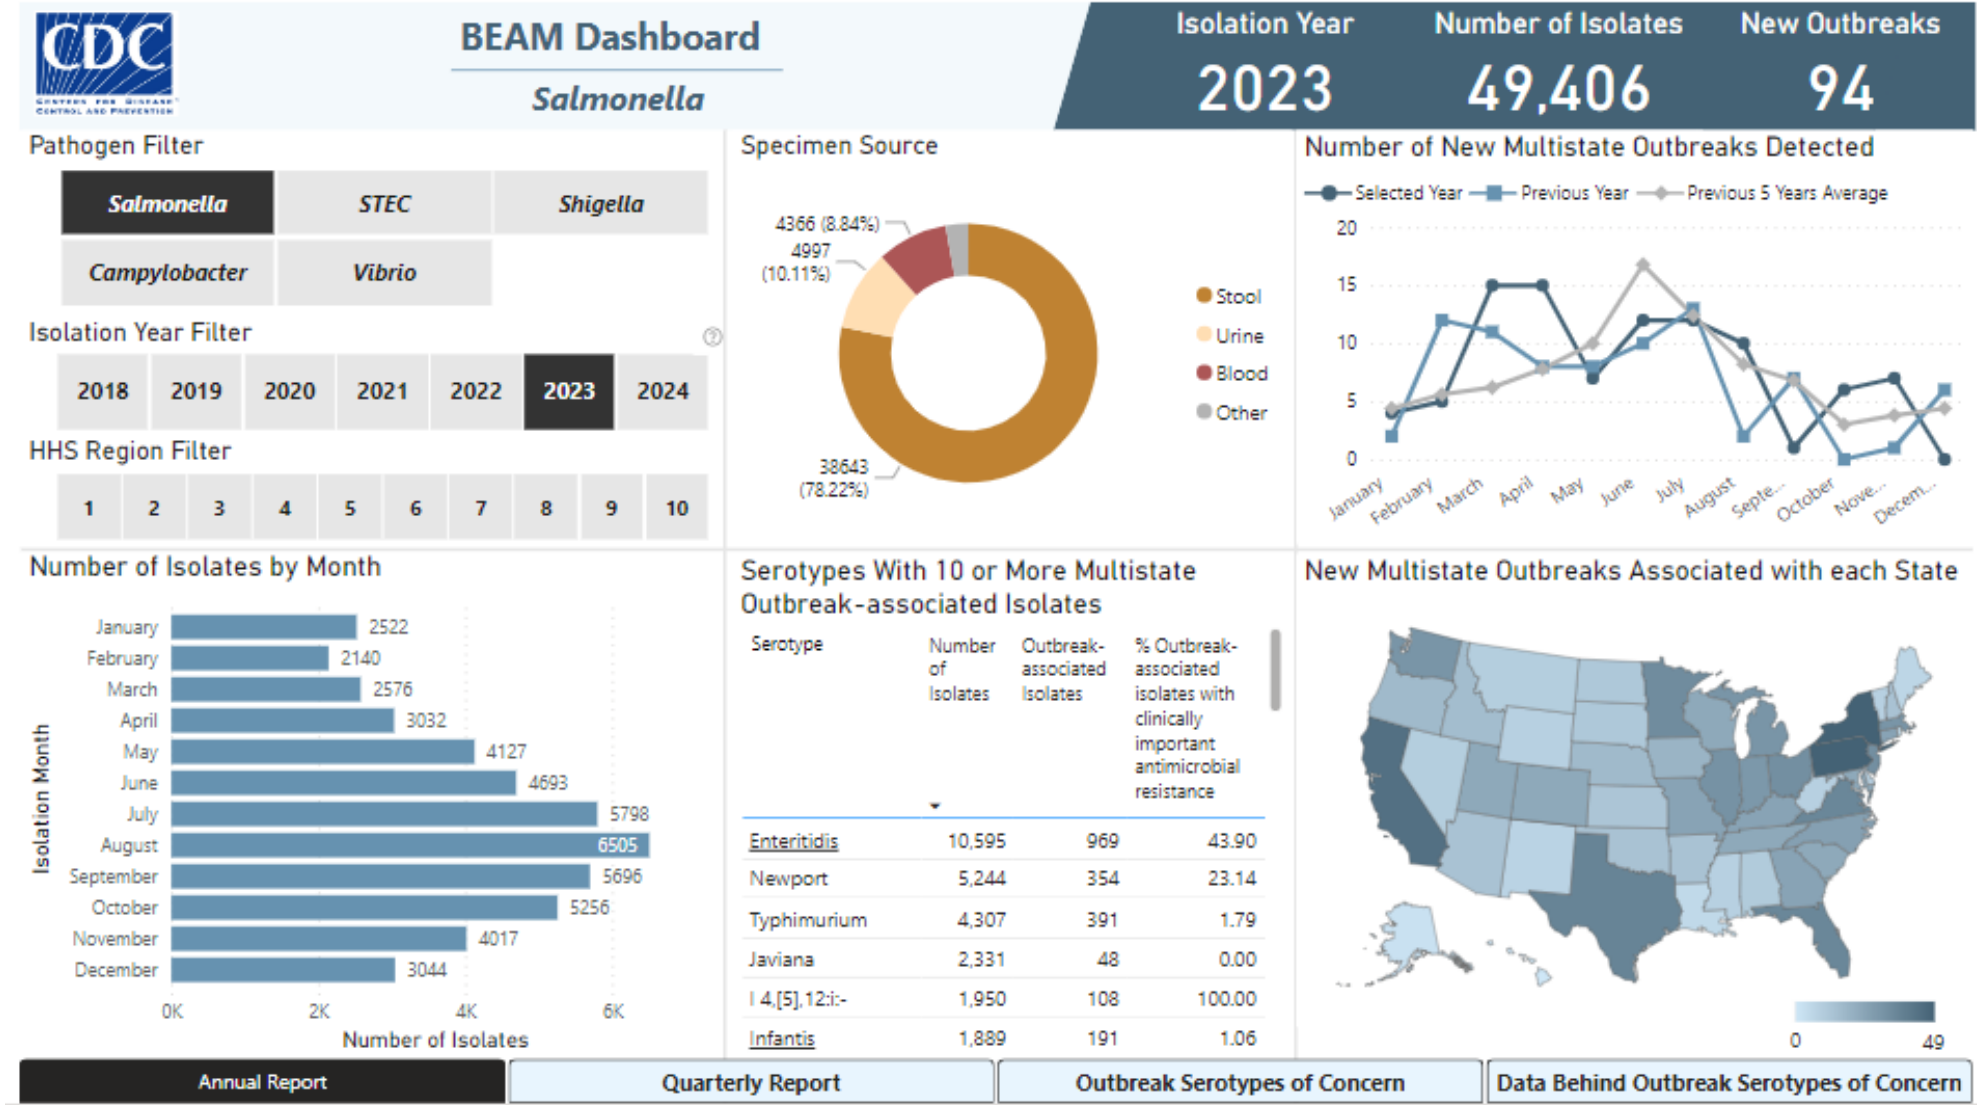 CDC
CENTERS FOR DISEASE
CONTROL AND PREVENTION
BEAM Dashboard
Salmonella
Isolation Year
2023
Number of Isolates
49,406
New Outbreaks
94
Pathogen Filter
Salmonella
STEC
Shigella
Campylobacter
Vibrio
Isolation Year Filter
?
2018
2019
2020
2021
2022
2023
2024
HHS Region Filter
1
2
3
4
5
6
7
8
9
10
Specimen Source
4366 (8.84%)
4997
(10.11%)
38643
(78.22%)
Stool
Urine
Blood
Other
Number of New Multistate Outbreaks Detected
Selected Year
Previous Year
Previous 5 Years Average
20
15
10
5
0
January
February
March
April
May
June
July
August
Septe...
October
Nove...
Decem...
Number of Isolates by Month
Isolation Month
January 2522
February 2140
March 2576
April 3032
May 4127
June 4693
July 5798
August 6505
September 5696
October 5256
November 4017
December 3044
0K 2K 4K 6K
Number of Isolates
Serotypes With 10 or More Multistate
Outbreak-associated Isolates
Serotype
Number
of
Isolates
Outbreak-
associated
Isolates
% Outbreak-
associated
isolates with
clinically
important
antimicrobial
resistance
Enteritidis 10,595 969 43.90
Newport 5,244 354 23.14
Typhimurium 4,307 391 1.79
Javiana 2,331 48 0.00
I 4,[5],12:i:- 1,950 108 100.00
Infantis 1,889 191 1.06
New Multistate Outbreaks Associated with each State
0 49
Annual Report
Quarterly Report
Outbreak Serotypes of Concern
Data Behind Outbreak Serotypes of Concern